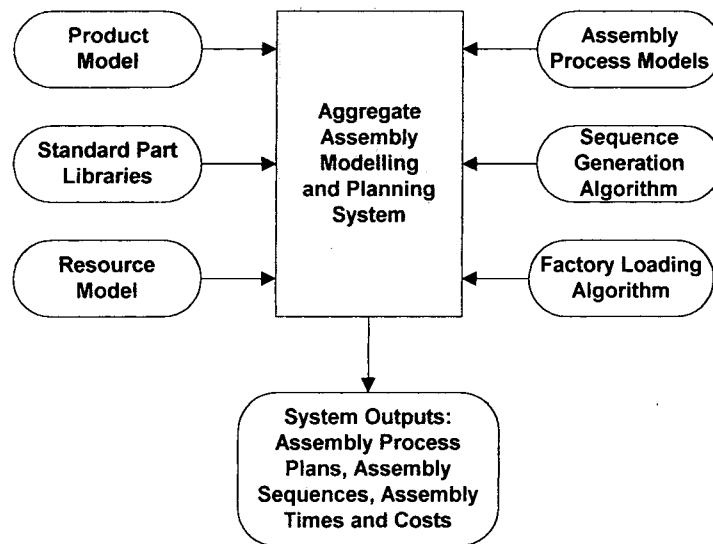 Product
Model
Standard Part
Libraries
Resource
Model
Aggregate
Assembly
Modelling
and Planning
System
Assembly
Process Models
Sequence
Generation
Algorithm
Factory Loading
Algorithm
System Outputs:
Assembly Process
Plans, Assembly
Sequences, Assembly
Times and Costs